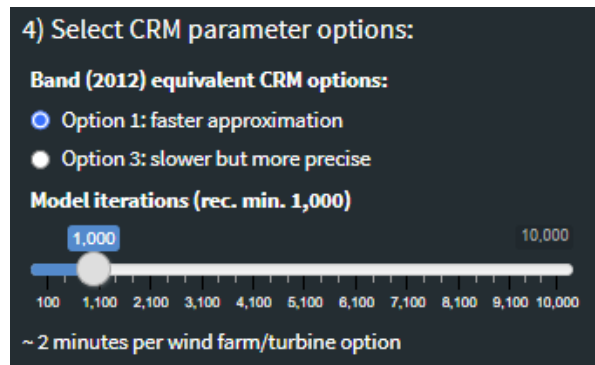 4) Select CRM parameter options:
Band (2012) equivalent CRM options:
Option 1: faster approximation
Option 3: slower but more precise
Model iterations (rec. min. 1,000)
1,000 10,000
100 1,100 2,100 3,100 4,100 5,100 6,100 7,100 8,100 9,100 10,000
~ 2 minutes per wind farm/turbine option